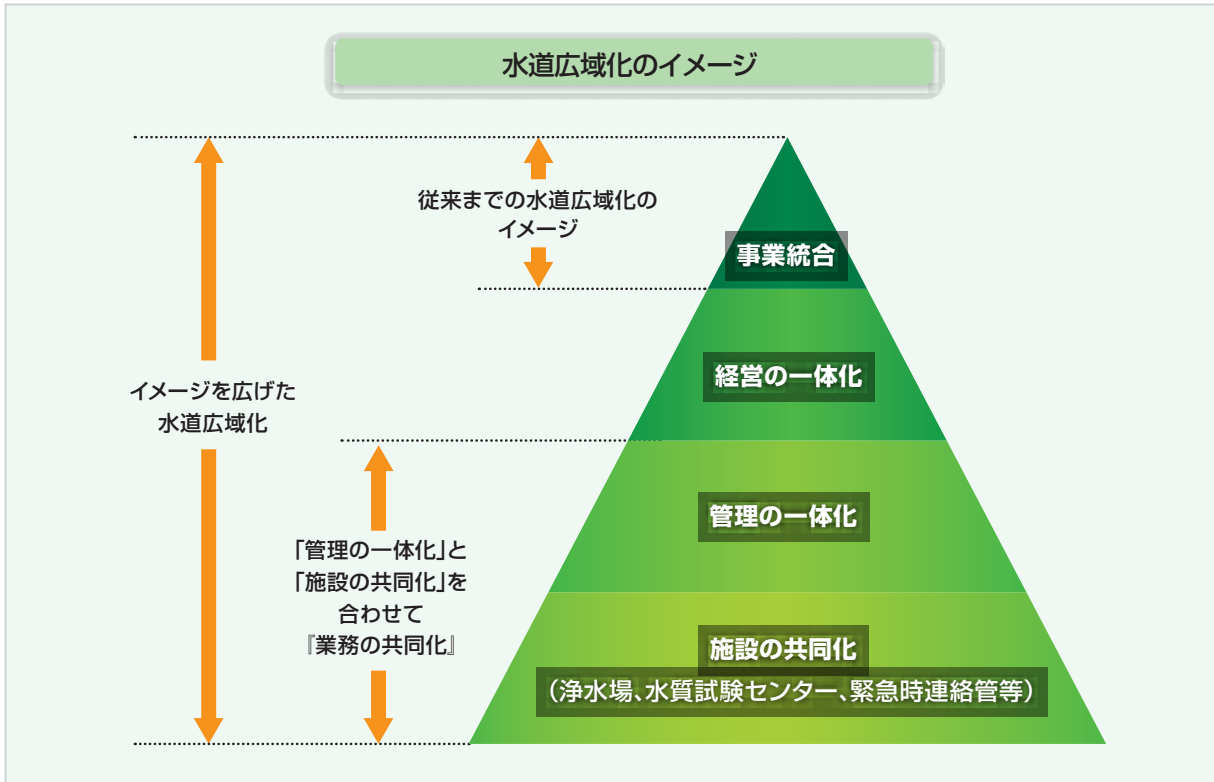 水道広域化のイメージ
従来までの水道広域化の
イメージ
事業統合
経営の一体化
イメージを広げた
水道広域化
管理の一体化
「管理の一体化」と
「施設の共同化」を
合わせて
『業務の共同化』
施設の共同化
（浄水場、水質試験センター、緊急時連絡管等）